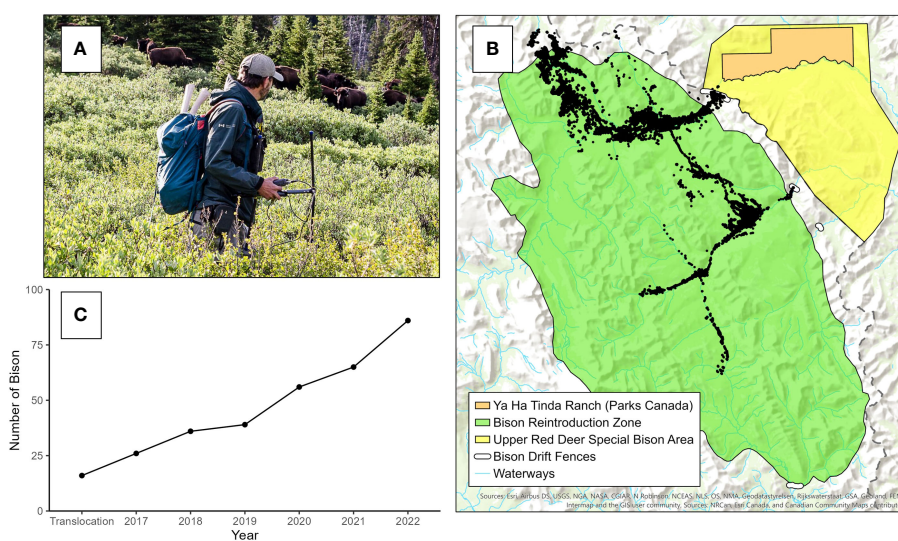 A
B
Ya Ha Tinda Ranch (Parks Canada)
Bison Reintroduction Zone
Upper Red Deer Special Bison Area
Bison Drift Fences
Waterways
Sources: Esri, Airbus DS, USGS, NGA, NASA, CGIAR, N Robinson, NCEAS, NLS, OS, NMA, Geodatastyrelsen, Rijkswaterstaat, GSA, Geoland,
Intermap and the GIS user community, Sources: NRCan, Esri Canada, and Canadian Community Maps
C
Number of Bison
100
75
50
25
0
Translocation 2017 2018 2019 2020 2021 2022
Year